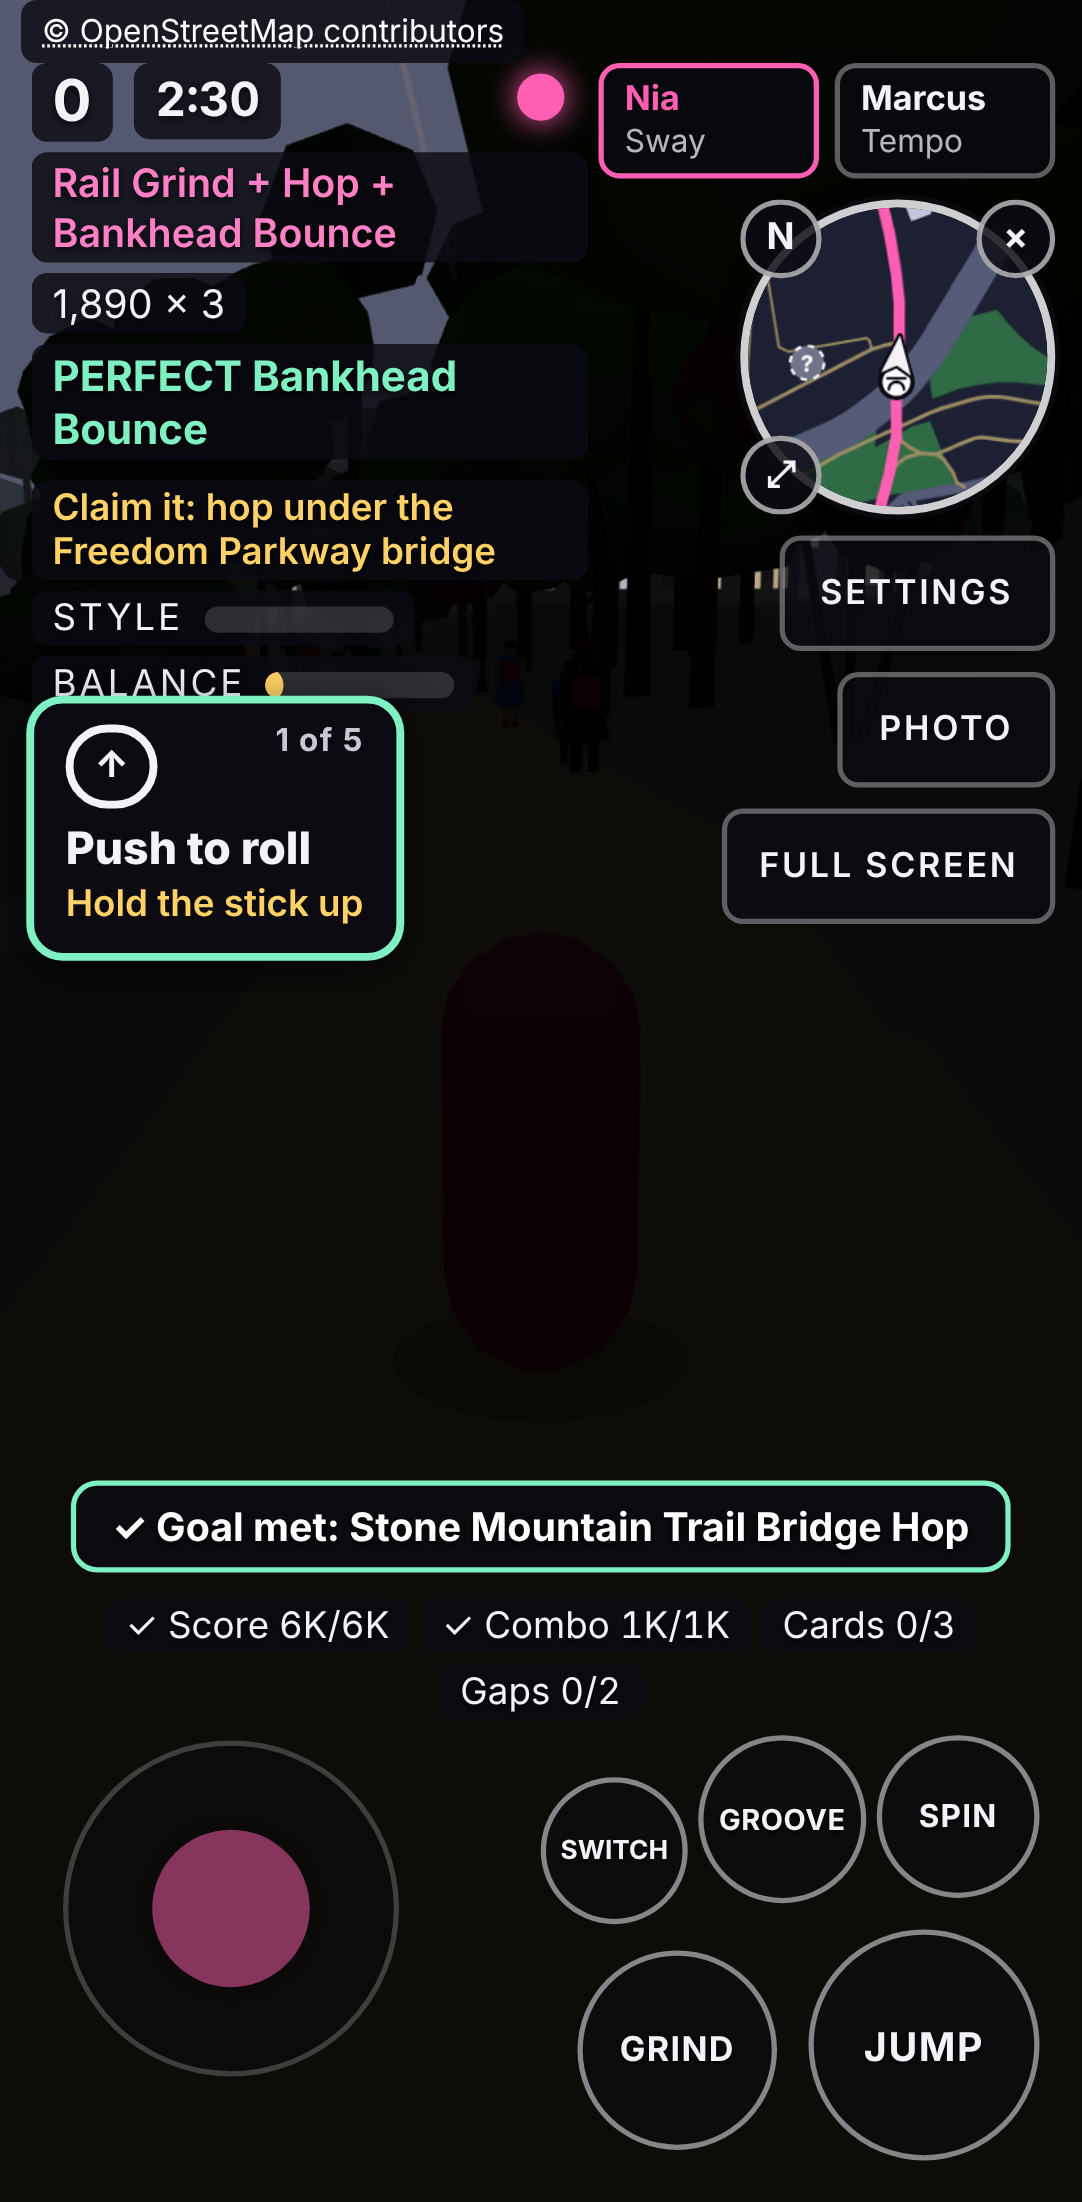 © OpenStreetMap contributors
0
2:30
Nia
Sway
Marcus
Tempo
Rail Grind + Hop +
Bankhead Bounce
1,890 × 3
PERFECT Bankhead
Bounce
Claim it: hop under the
Freedom Parkway bridge
STYLE
BALANCE
N
×
?
SETTINGS
PHOTO
FULL SCREEN
1 of 5
Push to roll
Hold the stick up
✓ Goal met: Stone Mountain Trail Bridge Hop
✓ Score 6K/6K
✓ Combo 1K/1K
Cards 0/3
Gaps 0/2
SWITCH
GROOVE
SPIN
GRIND
JUMP